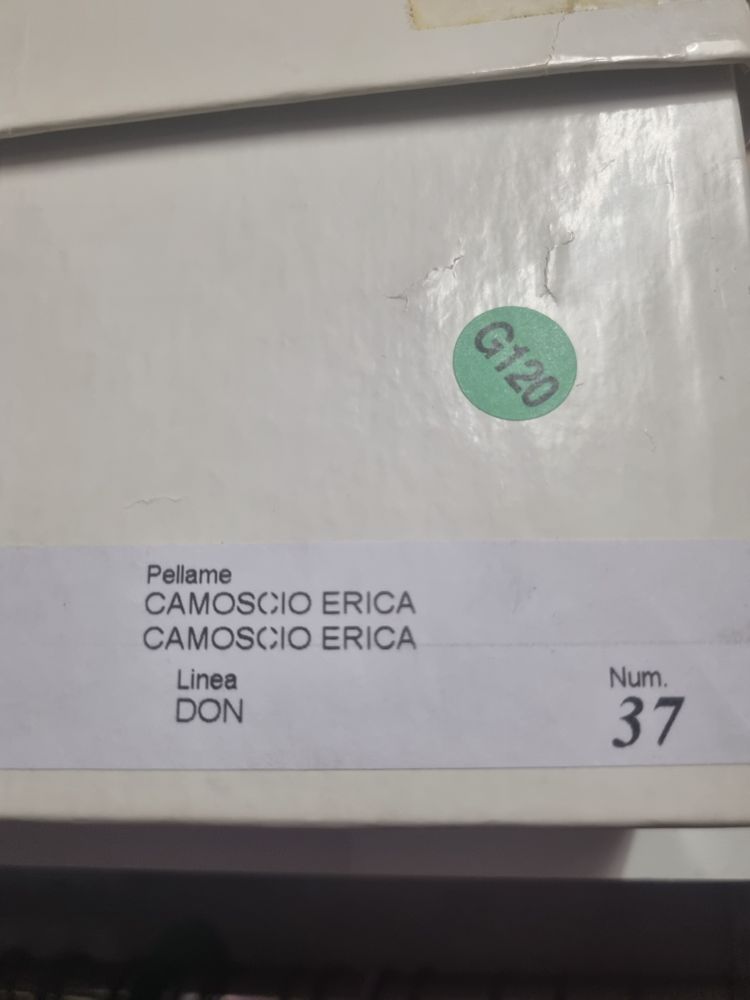 G120
Pellame
CAMOSCIO ERICA
CAMOSCIO ERICA
Linea
DON
Num.
37